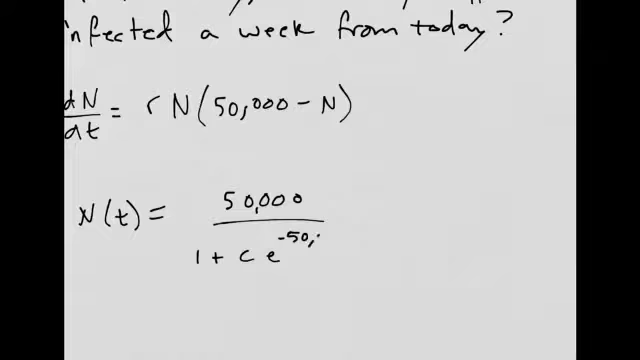 infected a week from today?
dN/dt = r N(50,000 - N)
N(t) = 50,000 / 1 + C e^-50,